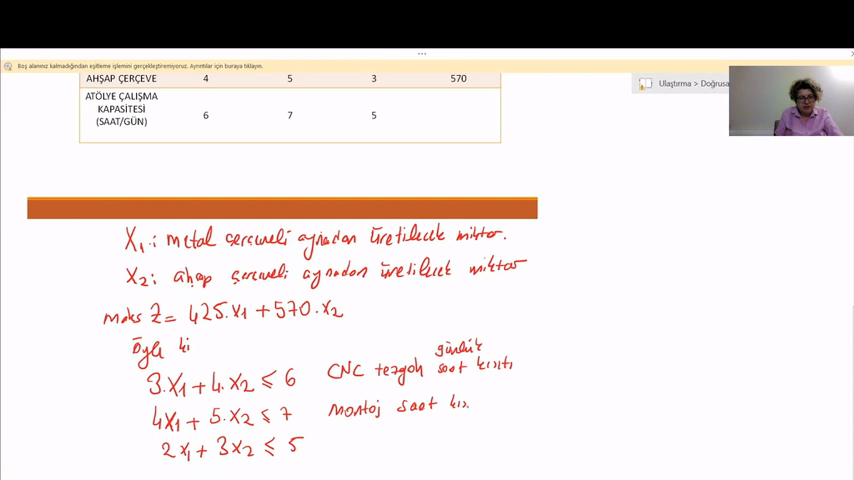 ...
Boş alanınız kalmadığından eşitleme işlemini gerçekleştiremiyoruz. Ayrıntılar için buraya tıklayın.
AHŞAP ÇERÇEVE 4 5 3 570
Ulaştırma > Doğrusa
ATÖLYE ÇALIŞMA
KAPASİTESİ
(SAAT/GÜN) 6 7 5
X₁: metal çerçeveli aynadan üretilecek miktar.
X₂: ahşap çerçeveli aynadan üretilecek miktar
maks Z = 425.x₁ + 570.x₂
Öyle ki
3.x₁ + 4.x₂ ≤ 6 CNC tezgah günlük saat kısıtı
4x₁ + 5.x₂ ≤ 7 montaj saat kıs.
2x₁ + 3x₂ ≤ 5